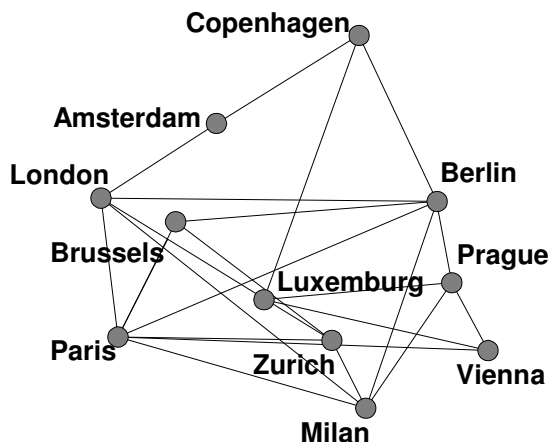 Copenhagen
Amsterdam
London
Berlin
Brussels
Prague
Luxemburg
Paris
Zurich
Vienna
Milan